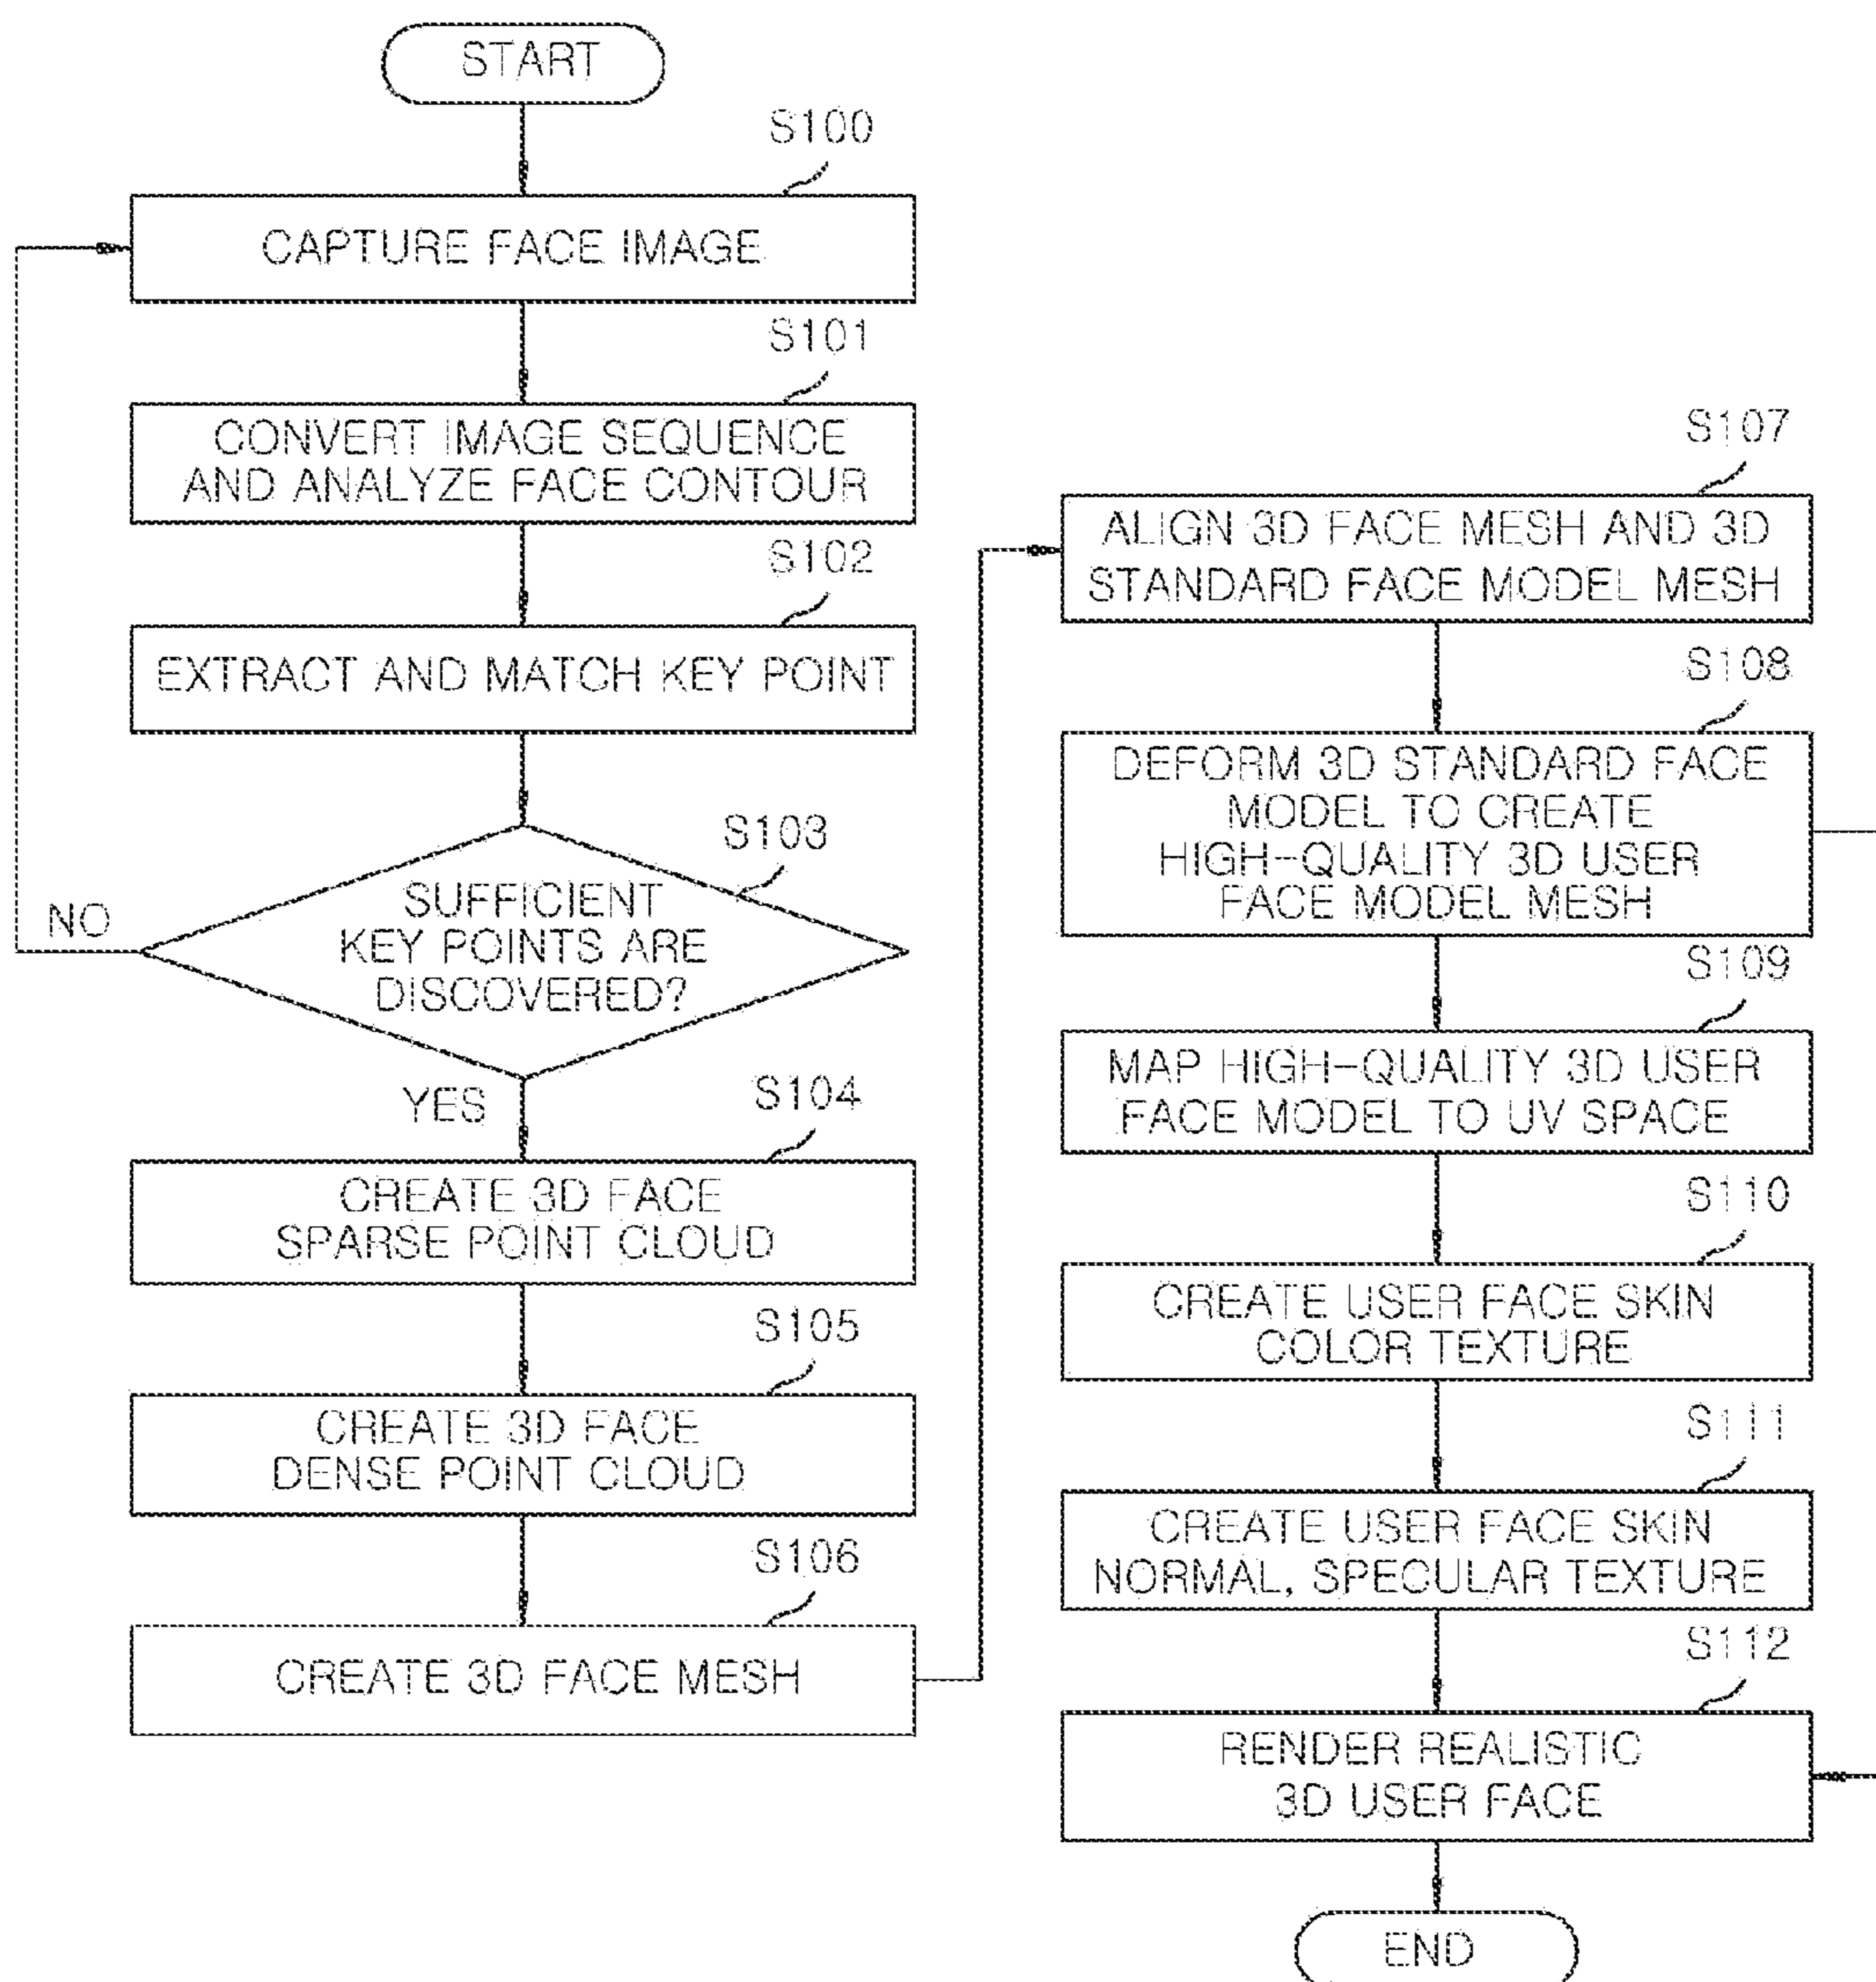 START
S100
CAPTURE FACE IMAGE
S101
CONVERT IMAGE SEQUENCE
AND ANALYZE FACE CONTOUR
S102
EXTRACT AND MATCH KEY POINT
S103
SUFFICIENT
KEY POINTS ARE
DISCOVERED?
NO
YES
S104
CREATE 3D FACE
SPARSE POINT CLOUD
S105
CREATE 3D FACE
DENSE POINT CLOUD
S106
CREATE 3D FACE MESH
S107
ALIGN 3D FACE MESH AND 3D
STANDARD FACE MODEL MESH
S108
DEFORM 3D STANDARD FACE
MODEL TO CREATE
HIGH-QUALITY 3D USER
FACE MODEL MESH
S109
MAP HIGH-QUALITY 3D USER
FACE MODEL TO UV SPACE
S110
CREATE USER FACE SKIN
COLOR TEXTURE
S111
CREATE USER FACE SKIN
NORMAL, SPECULAR TEXTURE
S112
RENDER REALISTIC
3D USER FACE
END